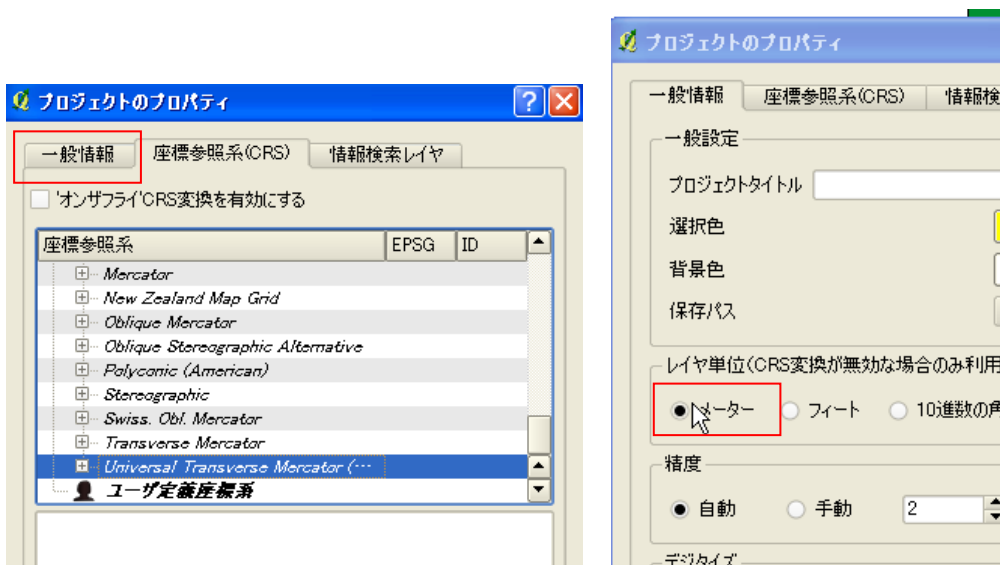 プロジェクトのプロパティ
一般情報 座標参照系(CRS) 情報検索レイヤ
'オンザフライ'CRS変換を有効にする
座標参照系 EPSG ID
Mercator
New Zealand Map Grid
Oblique Mercator
Oblique Stereographic Alternative
Polyconic (American)
Stereographic
Swiss. Obl. Mercator
Transverse Mercator
Universal Transverse Mercator (…
ユーザ定義座標系
プロジェクトのプロパティ
一般情報 座標参照系(CRS) 情報検
一般設定
プロジェクトタイトル
選択色
背景色
保存パス
レイヤ単位(CRS変換が無効な場合のみ利用
メーター フィート 10進数の角
精度
自動 手動 2
デジタイズ